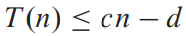 T(n) ≤ cn − d